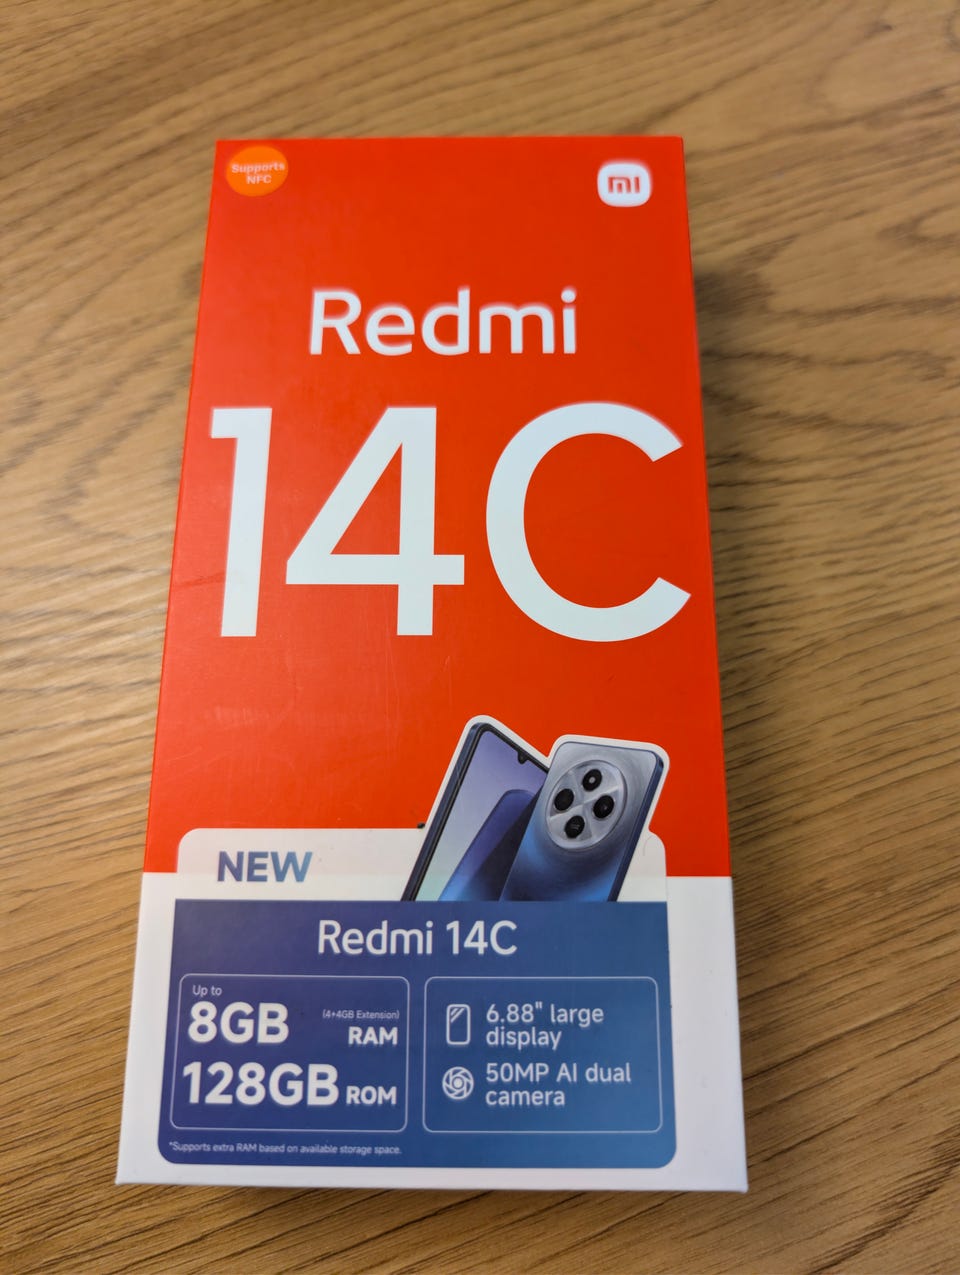 Supports
NFC
mi
Redmi
14C
NEW
Redmi 14C
Up to
8GB (4+4GB Extension) RAM
128GB ROM
6.88" large
display
50MP AI dual
camera
*Supports extra RAM based on available storage space.